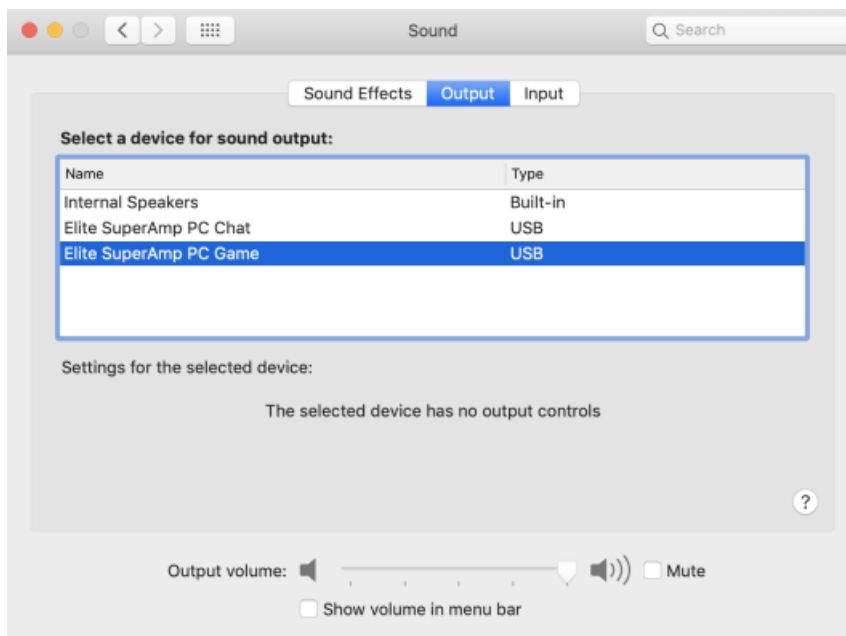 Sound
Search
Sound Effects Output Input
Select a device for sound output:
Name Type
Internal Speakers Built-in
Elite SuperAmp PC Chat USB
Elite SuperAmp PC Game USB
Settings for the selected device:
The selected device has no output controls
?
Output volume: Mute
Show volume in menu bar